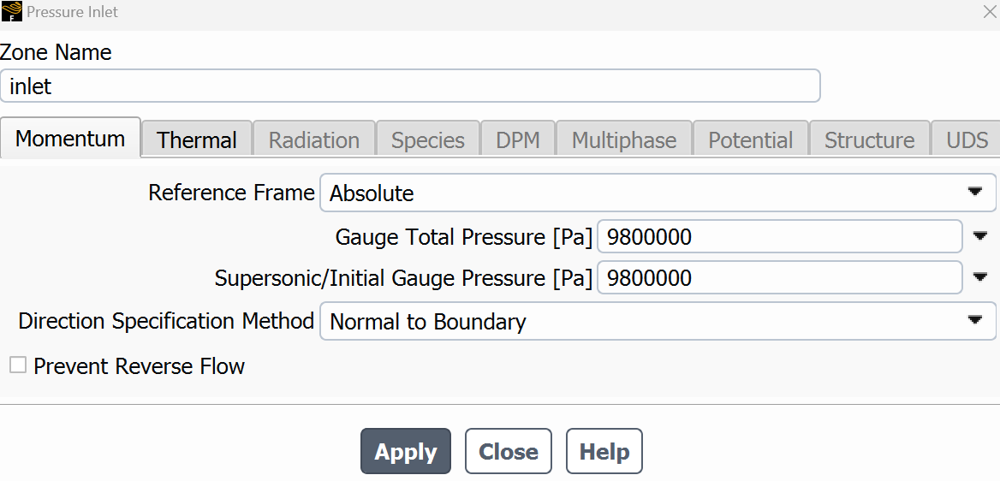 F Pressure Inlet
Zone Name
inlet
Momentum Thermal Radiation Species DPM Multiphase Potential Structure UDS
Reference Frame Absolute
Gauge Total Pressure [Pa] 9800000
Supersonic/Initial Gauge Pressure [Pa] 9800000
Direction Specification Method Normal to Boundary
Prevent Reverse Flow
Apply Close Help